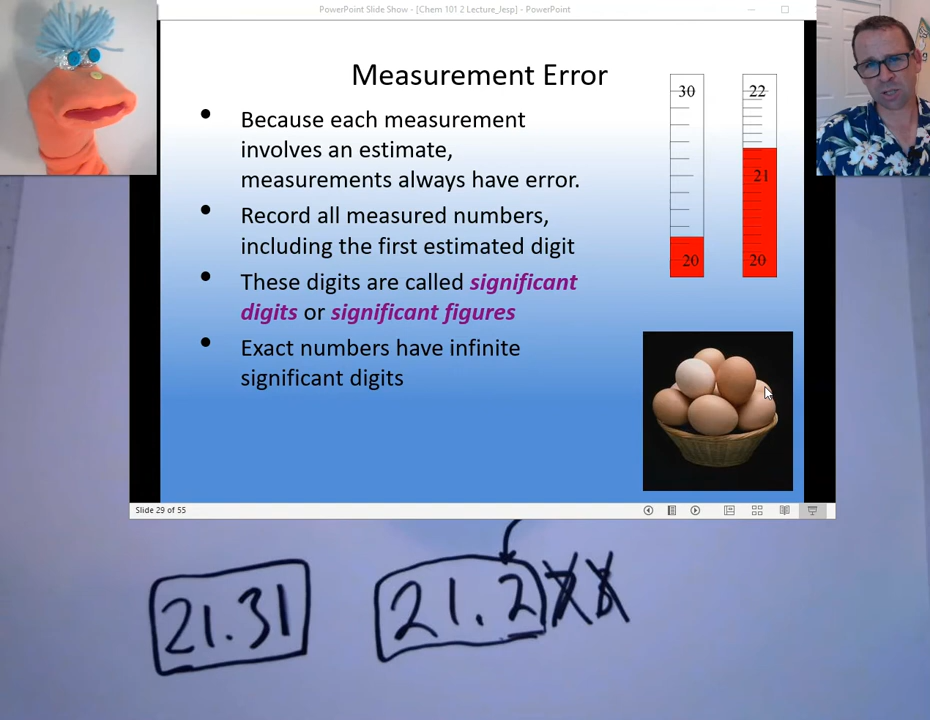 PowerPoint Slide Show - [Chem 101 2 Lecture_Jesp] - PowerPoint
Measurement Error
• Because each measurement
involves an estimate,
measurements always have error.
• Record all measured numbers,
including the first estimated digit
• These digits are called significant
digits or significant figures
• Exact numbers have infinite
significant digits
30
20
22
21
20
Slide 29 of 55
21.31
21.2